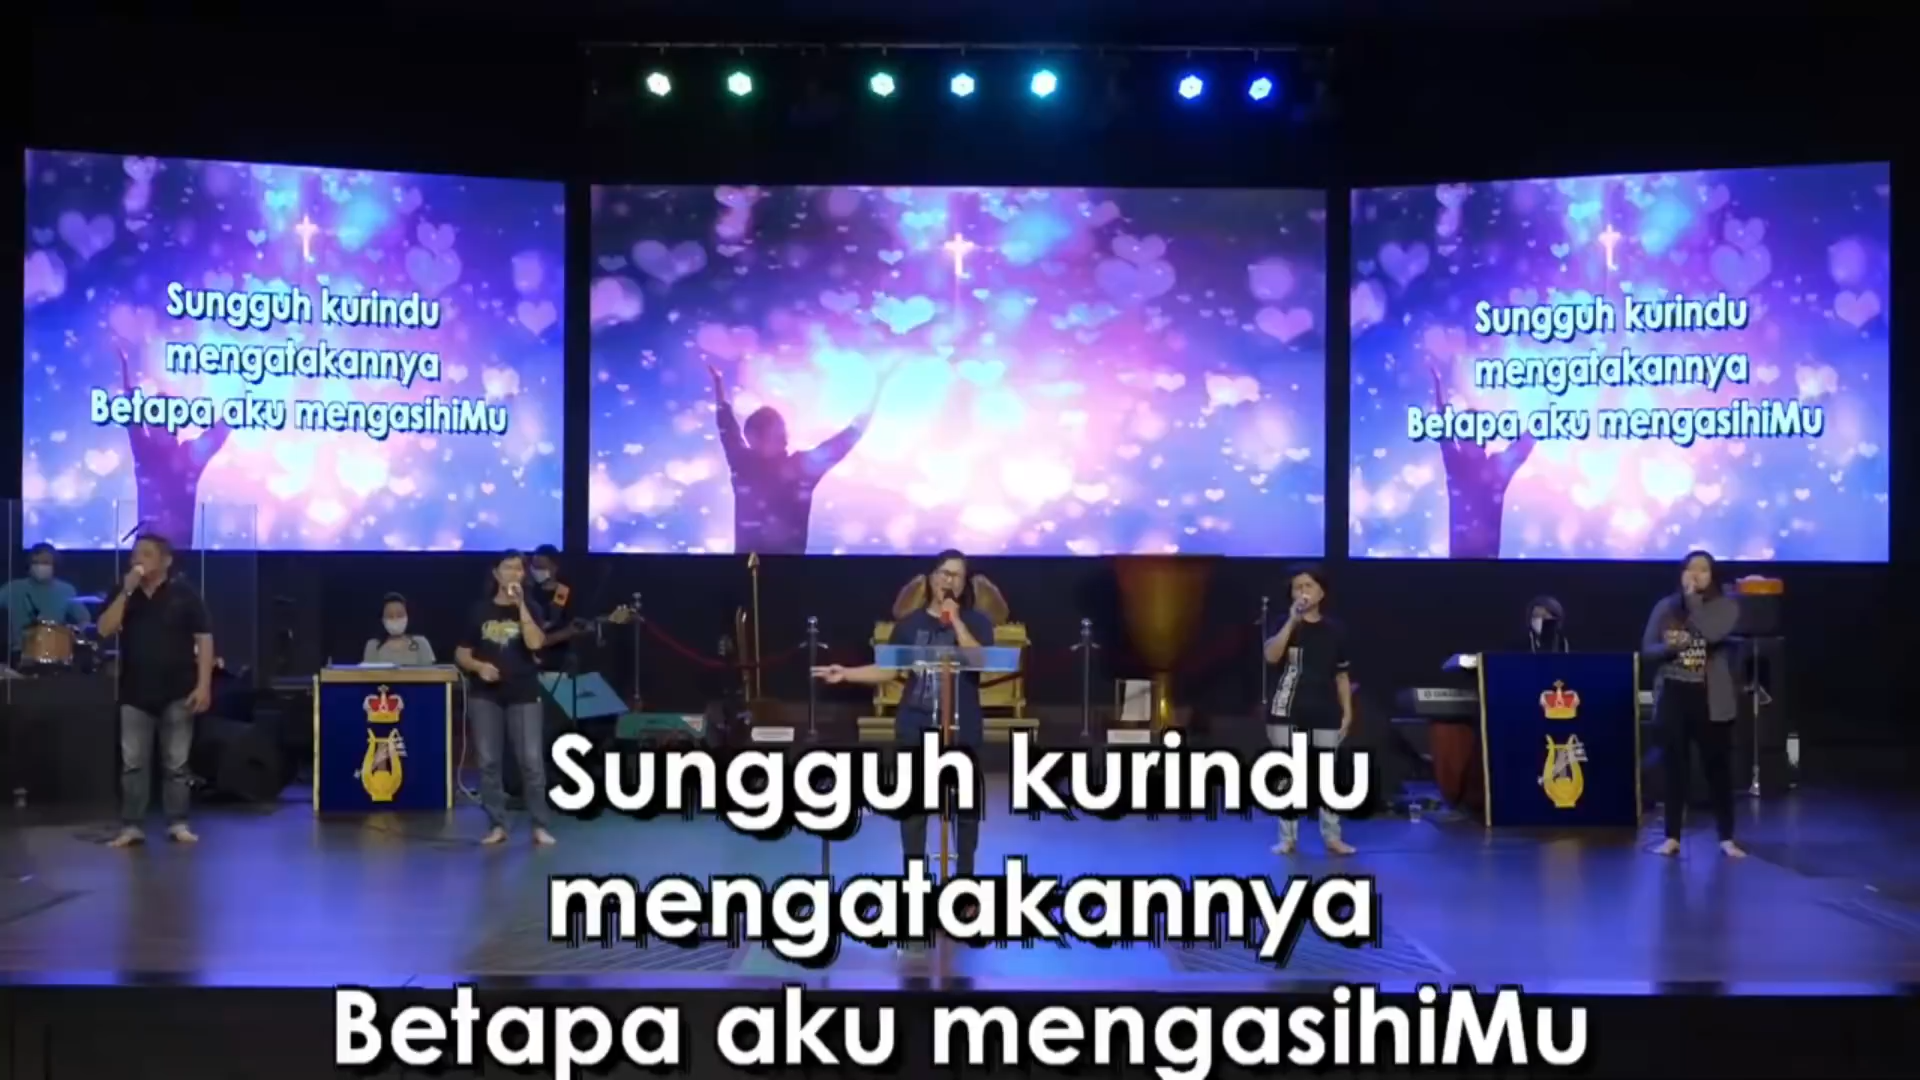 Sungguh kurindu
mengatakannya
Betapa aku mengasihiMu
Sungguh kurindu
mengatakannya
Betapa aku mengasihiMu
Sungguh kurindu
mengatakannya
Betapa aku mengasihiMu